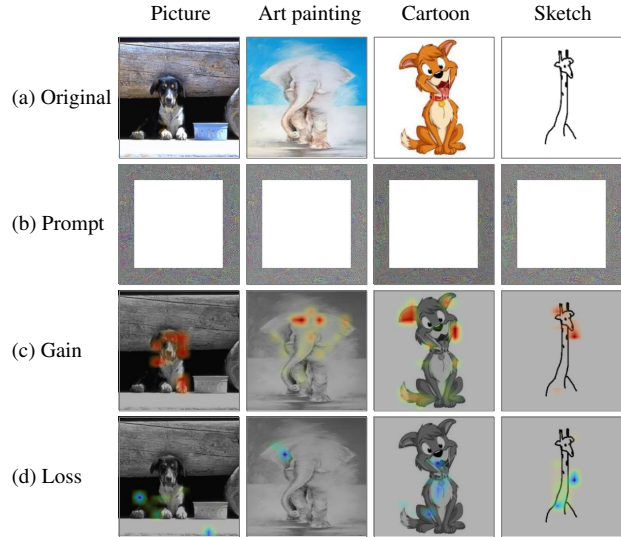 Picture Art painting Cartoon Sketch
(a) Original
(b) Prompt
(c) Gain
(d) Loss